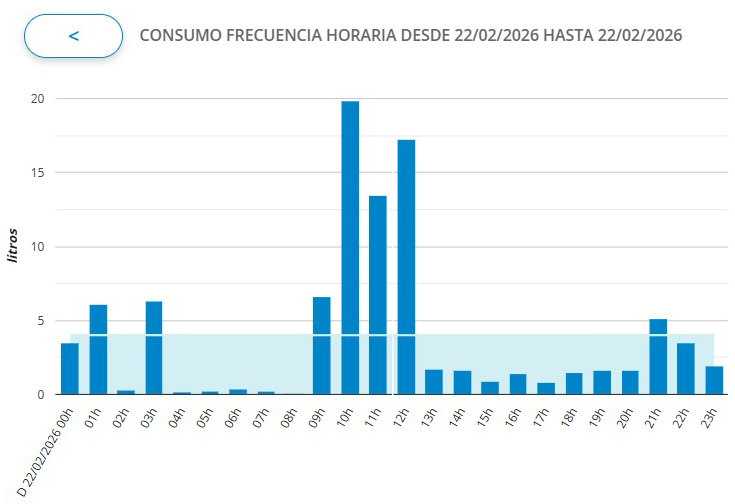 <
CONSUMO FRECUENCIA HORARIA DESDE 22/02/2026 HASTA 22/02/2026
20
15
10
5
0
litros
D 22/02/2026 00h
01h
02h
03h
04h
05h
06h
07h
08h
09h
10h
11h
12h
13h
14h
15h
16h
17h
18h
19h
20h
21h
22h
23h